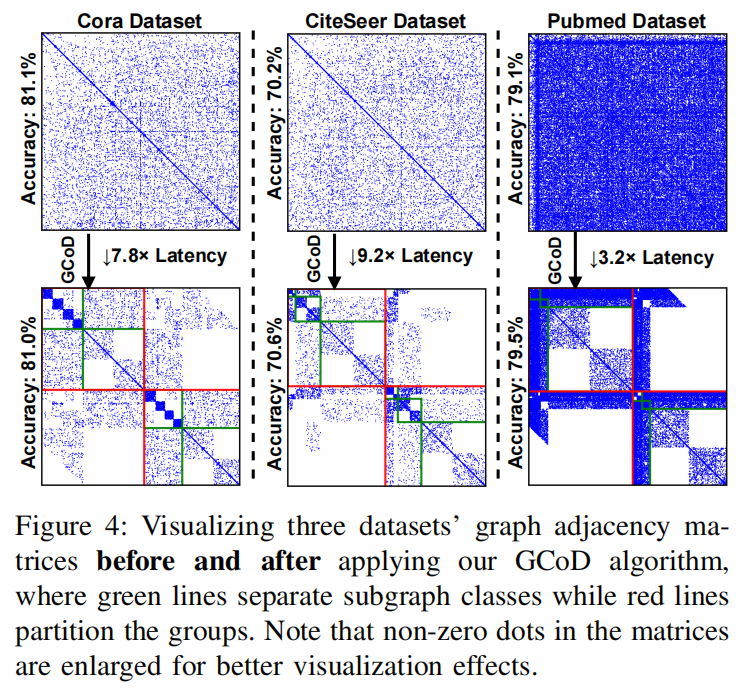 Cora Dataset
CiteSeer Dataset
Pubmed Dataset
Accuracy: 81.1%
Accuracy: 70.2%
Accuracy: 79.1%
GCoD
↓7.8× Latency
GCoD
↓9.2× Latency
GCoD
↓3.2× Latency
Accuracy: 81.0%
Accuracy: 70.6%
Accuracy: 79.5%
Figure 4: Visualizing three datasets’ graph adjacency ma-
trices before and after applying our GCoD algorithm,
where green lines separate subgraph classes while red lines
partition the groups. Note that non-zero dots in the matrices
are enlarged for better visualization effects.